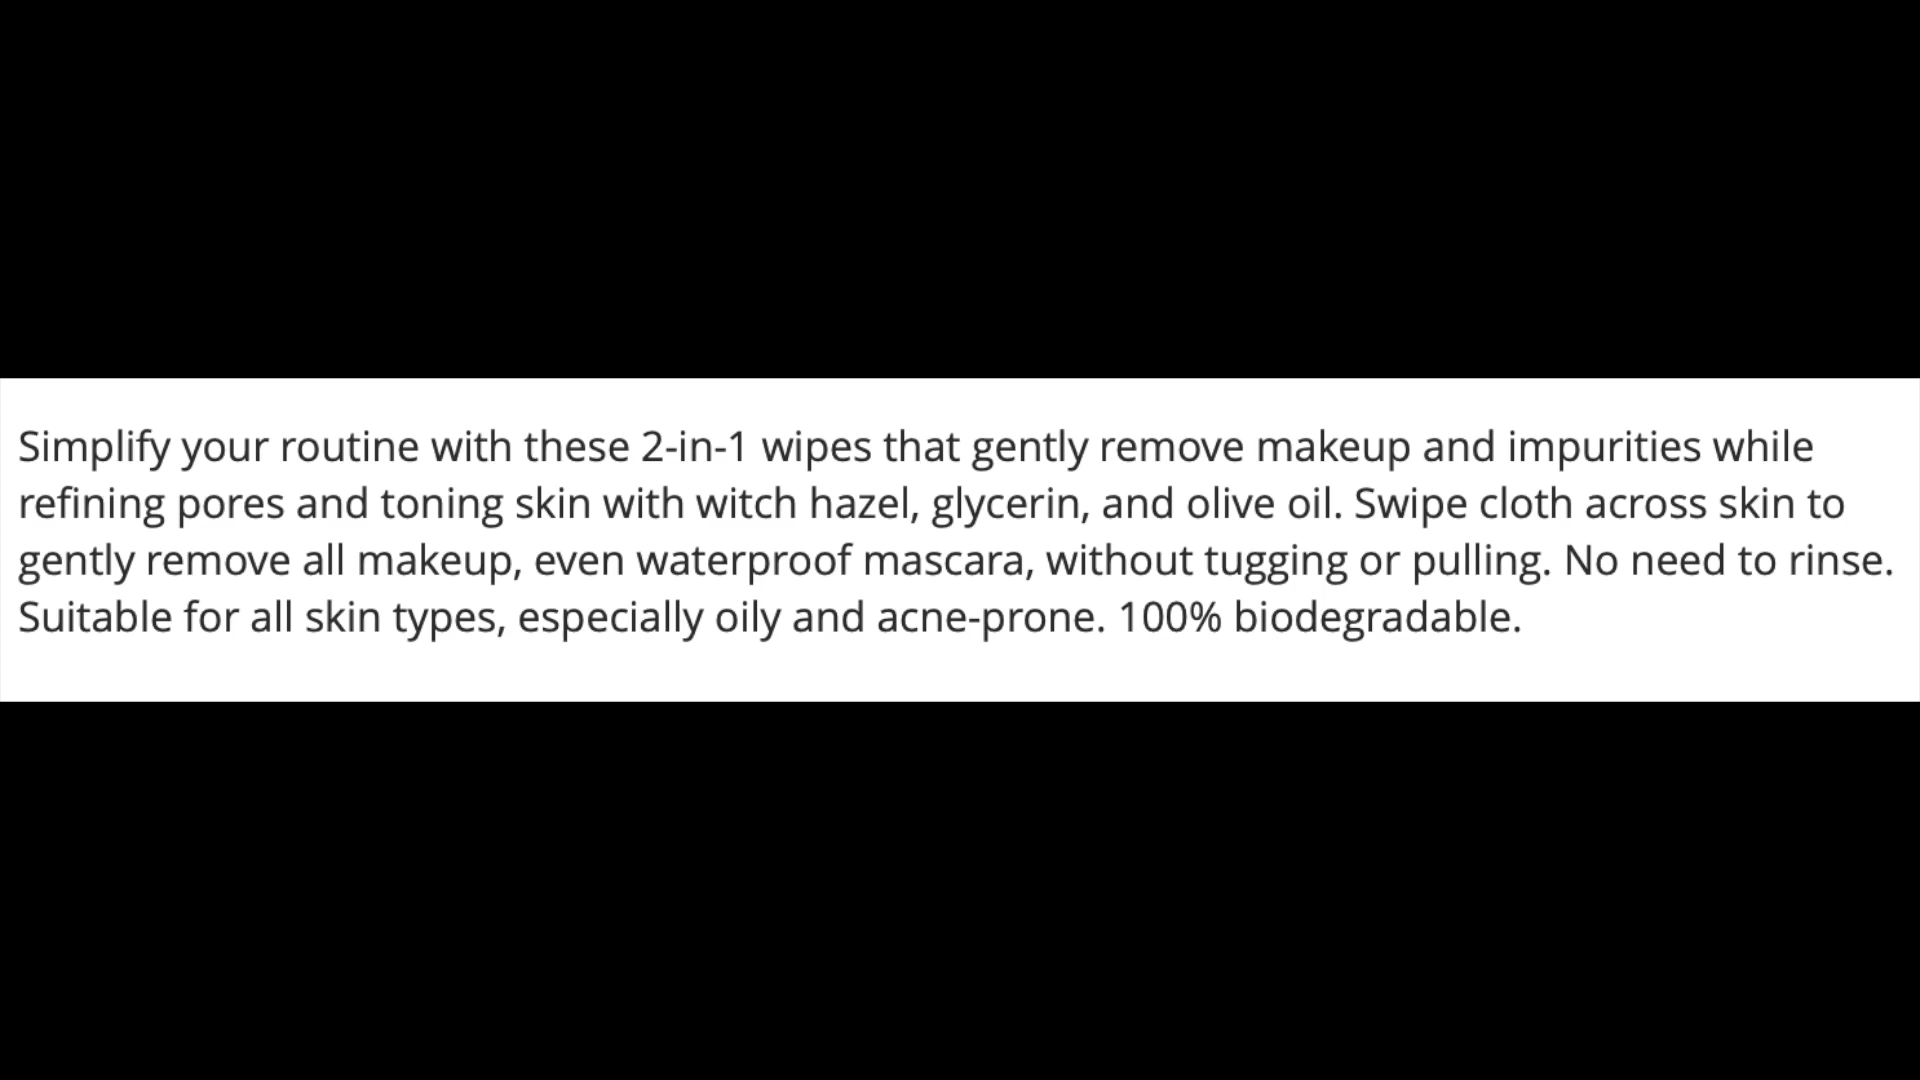 Simplify your routine with these 2-in-1 wipes that gently remove makeup and impurities while
refining pores and toning skin with witch hazel, glycerin, and olive oil. Swipe cloth across skin to
gently remove all makeup, even waterproof mascara, without tugging or pulling. No need to rinse.
Suitable for all skin types, especially oily and acne-prone. 100% biodegradable.